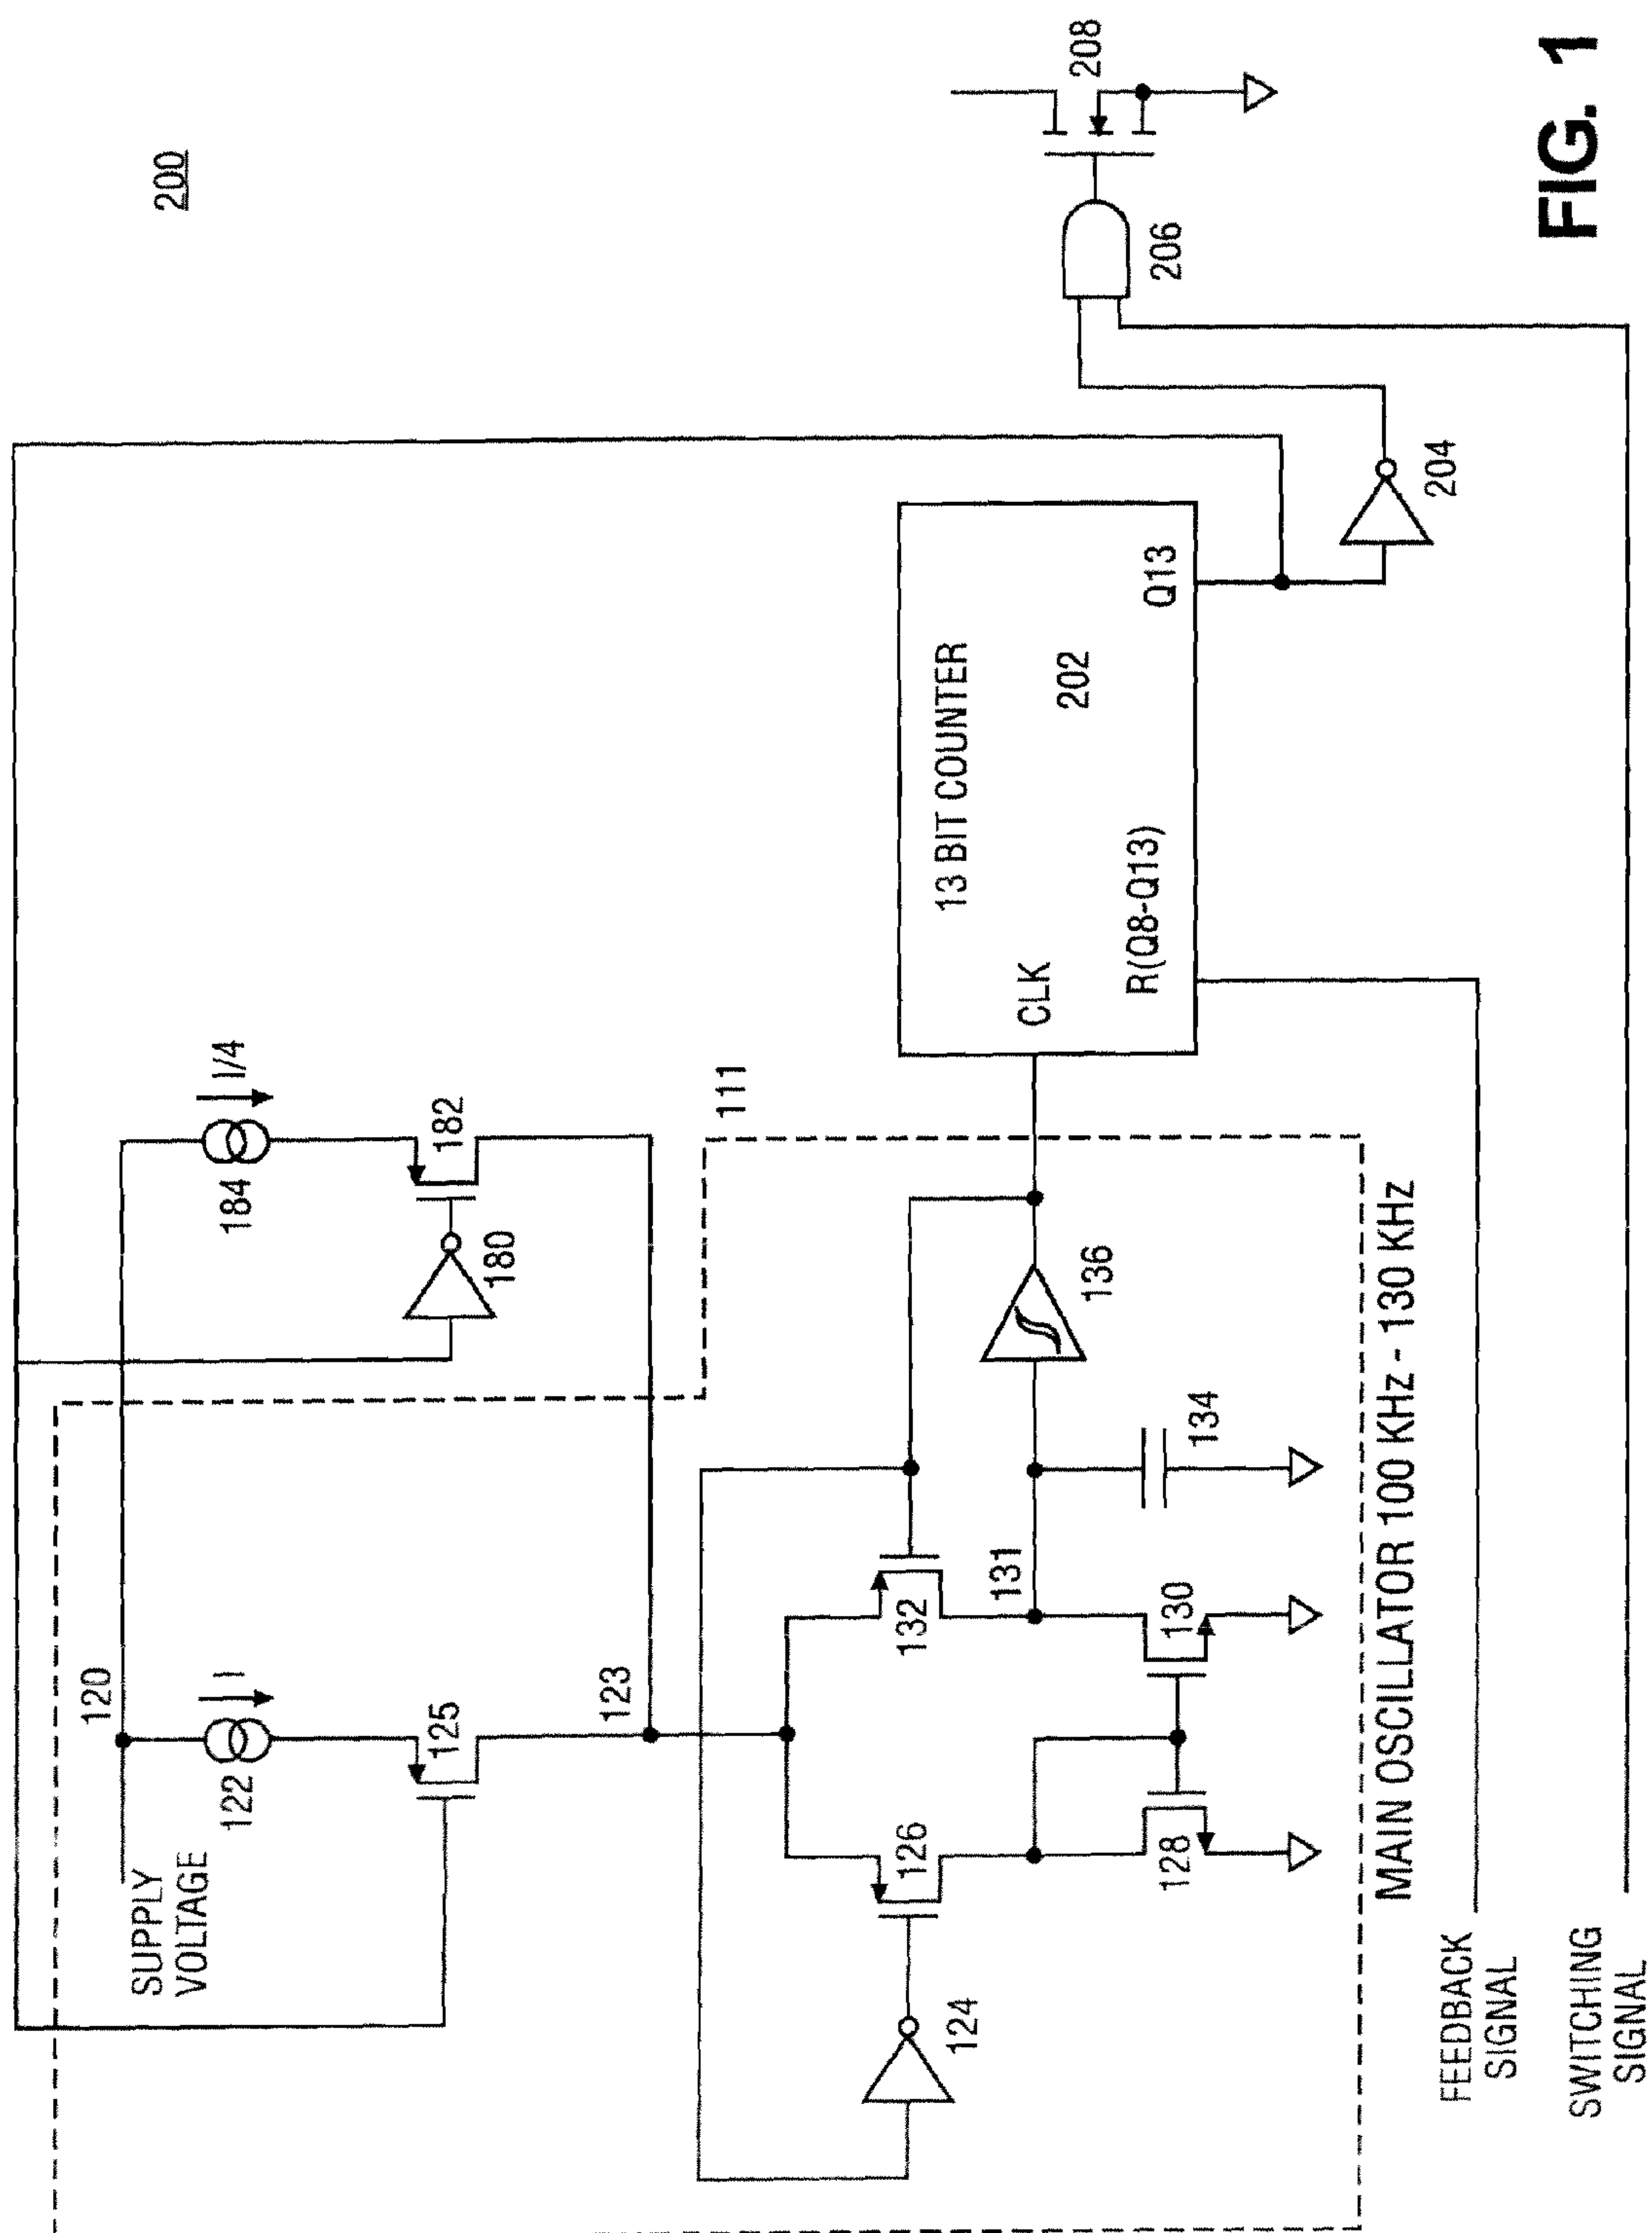 200
120
SUPPLY
VOLTAGE
122
I
125
184
I/4
182
180
123
111
124
126
132
131
128
130
134
136
13 BIT COUNTER
CLK
202
R(Q8-Q13)
Q13
204
206
208
MAIN OSCILLATOR 100 KHz - 130 KHz
FEEDBACK
SIGNAL
SWITCHING
SIGNAL
FIG. 1